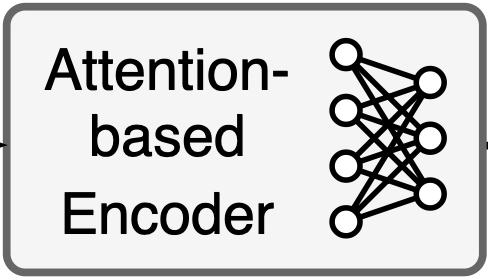 Attention-
based
Encoder